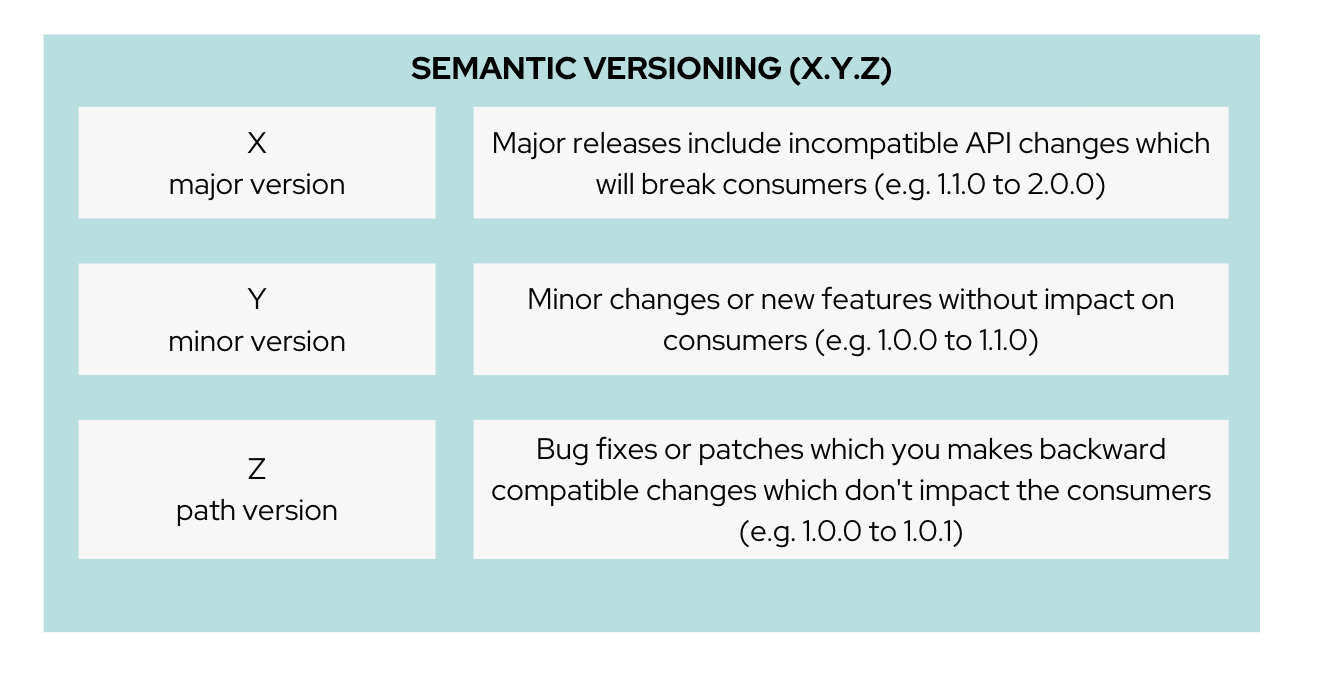 SEMANTIC VERSIONING (X.Y.Z)
X
major version
Major releases include incompatible API changes which
will break consumers (e.g. 1.1.0 to 2.0.0)
Y
minor version
Minor changes or new features without impact on
consumers (e.g. 1.0.0 to 1.1.0)
Z
path version
Bug fixes or patches which you makes backward
compatible changes which don't impact the consumers
(e.g. 1.0.0 to 1.0.1)